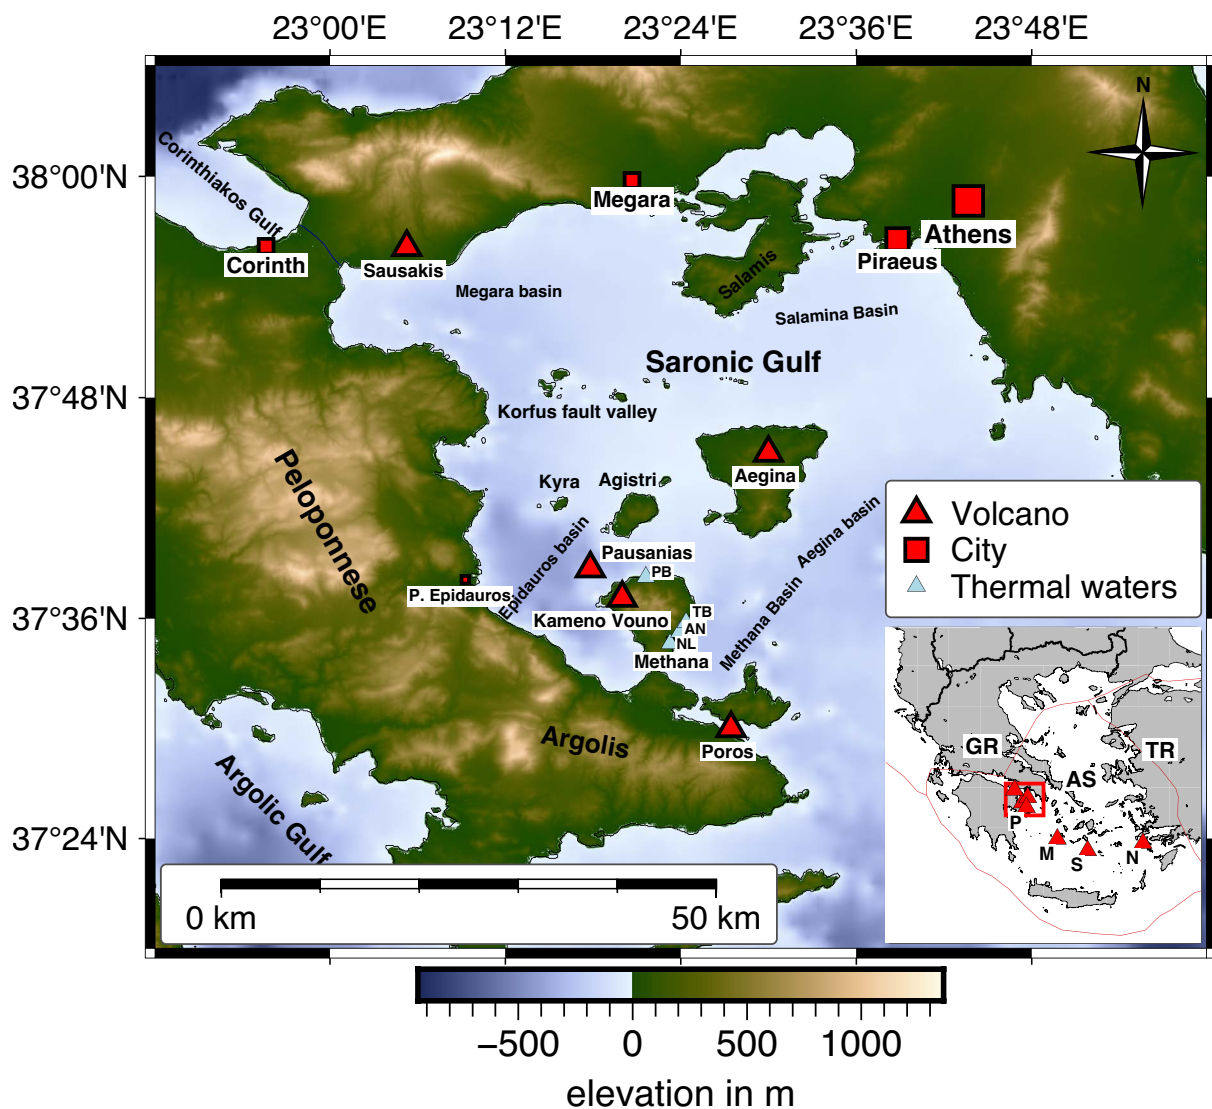 23°00'E
23°12'E
23°24'E
23°36'E
23°48'E
N
38°00'N
37°48'N
37°36'N
37°24'N
Corinthiakos Gulf
Megara
Athens
Piraeus
Corinth
Sausakis
Salamis
Megara basin
Salamina Basin
Saronic Gulf
Korfus fault valley
Peloponnese
Aegina
Kyra
Agistri
Epidauros basin
Aegina basin
Pausanias
PB
P. Epidauros
Kameno Vouno
TB
AN
NL
Methana
Methana Basin
Poros
Argolis
Argolic Gulf
Volcano
City
Thermal waters
GR
TR
AS
P
M
S
N
0 km
50 km
−500
0
500
1000
elevation in m